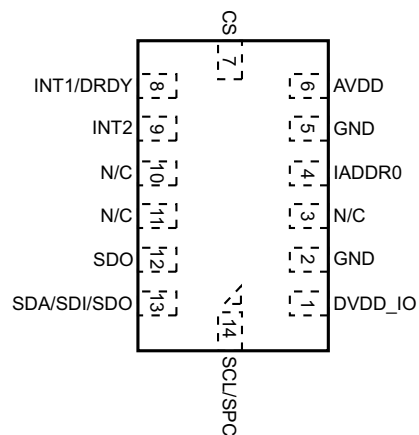 CS
7
INT1/DRDY 8 6 AVDD
INT2 9 5 GND
N/C 10 4 IADDR0
N/C 11 3 N/C
SDO 12 2 GND
SDA/SDI/SDO 13 1 DVDD_IO
14
SCL/SPC